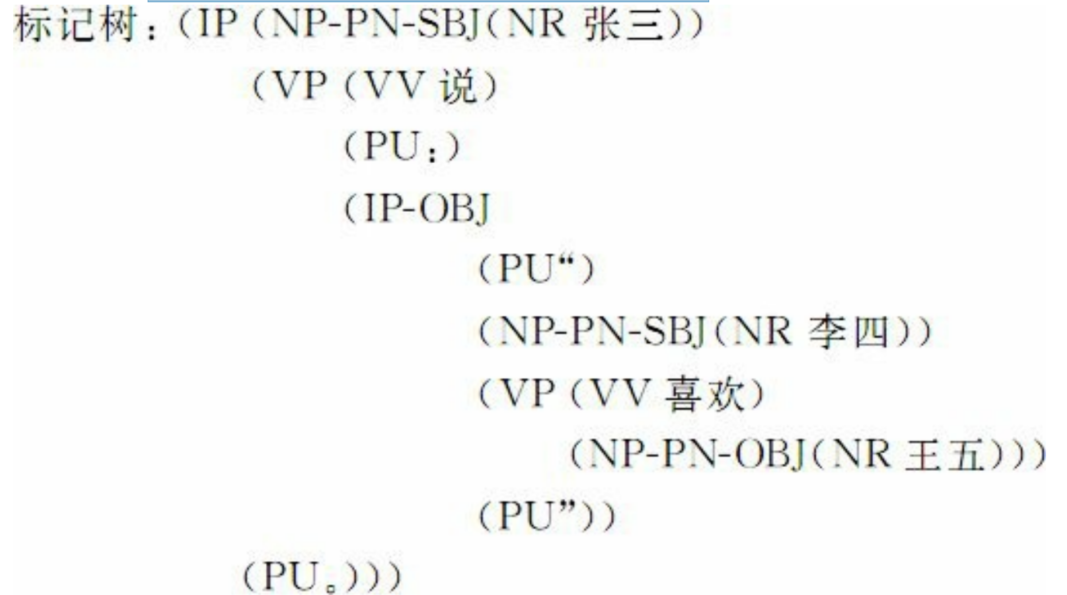 标记树：(IP (NP-PN-SBJ(NR 张三))
(VP (VV 说)
(PU：)
(IP-OBJ
(PU“)
(NP-PN-SBJ(NR 李四))
(VP (VV 喜欢)
(NP-PN-OBJ(NR 王五)))
(PU”))
(PU。)))